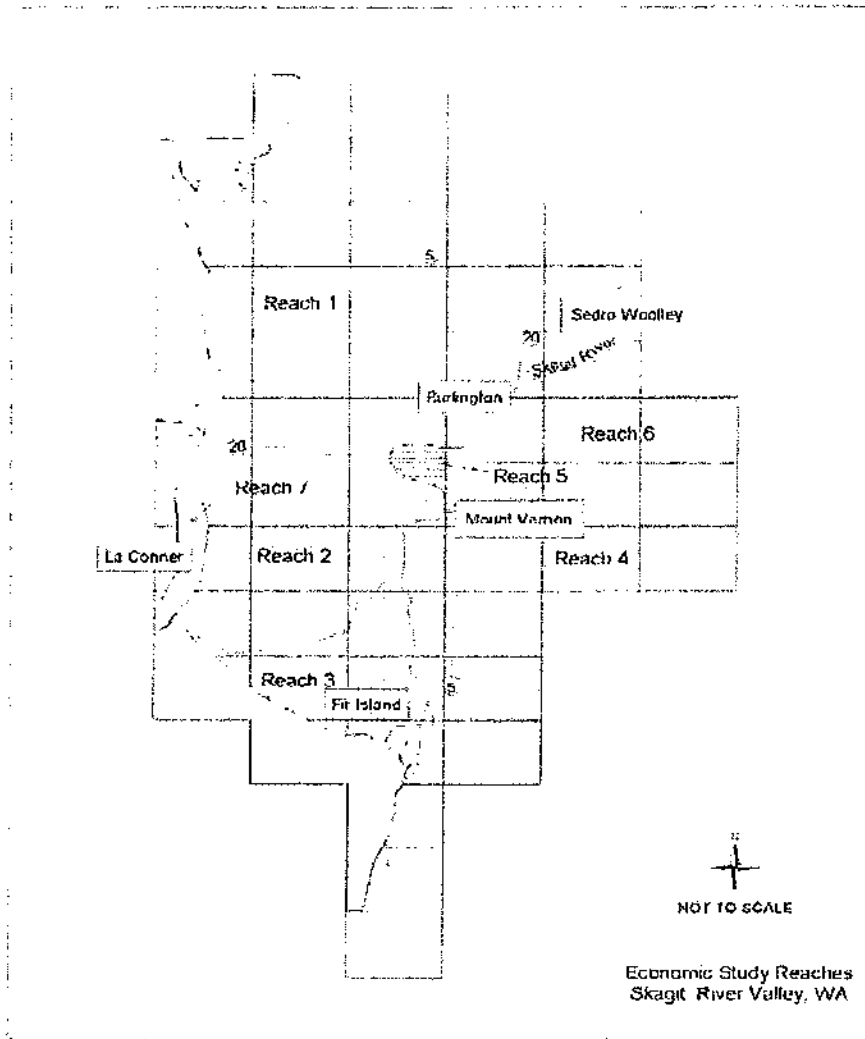 5
Reach 1
Sedro Woolley
20
Skagit River
Burlington
Reach 6
20
Reach 5
Reach 7
Mount Vernon
La Conner
Reach 2
Reach 4
Reach 3
5
Fir Island
N
NOT TO SCALE
Economic Study Reaches
Skagit River Valley, WA